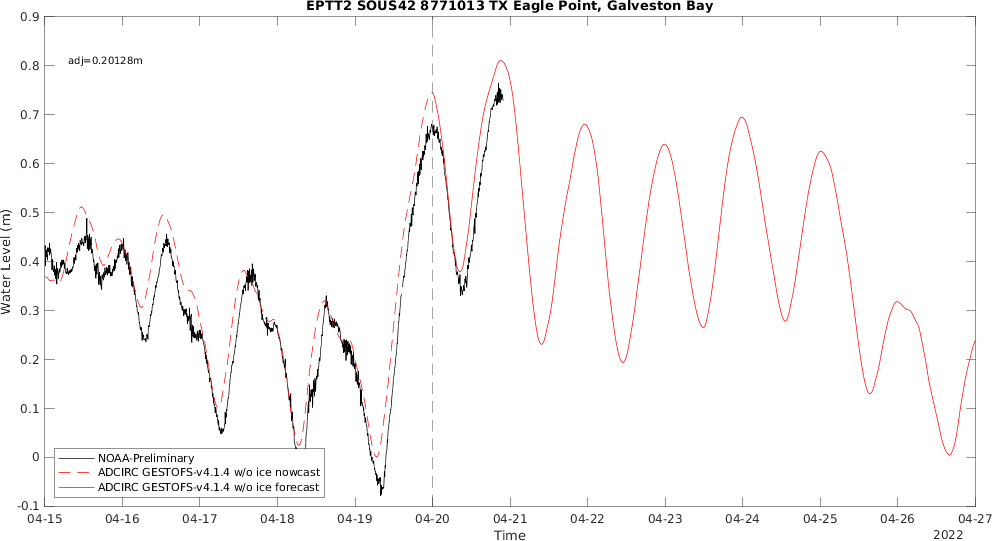 EPTT2 SOUS42 8771013 TX Eagle Point, Galveston Bay
0.9
0.8
0.7
0.6
0.5
0.4
0.3
0.2
0.1
0
-0.1
Water Level (m)
adj=0.20128m
NOAA-Preliminary
ADCIRC GESTOFS-v4.1.4 w/o ice nowcast
ADCIRC GESTOFS-v4.1.4 w/o ice forecast
04-15 04-16 04-17 04-18 04-19 04-20 04-21 04-22 04-23 04-24 04-25 04-26 04-27
Time
2022